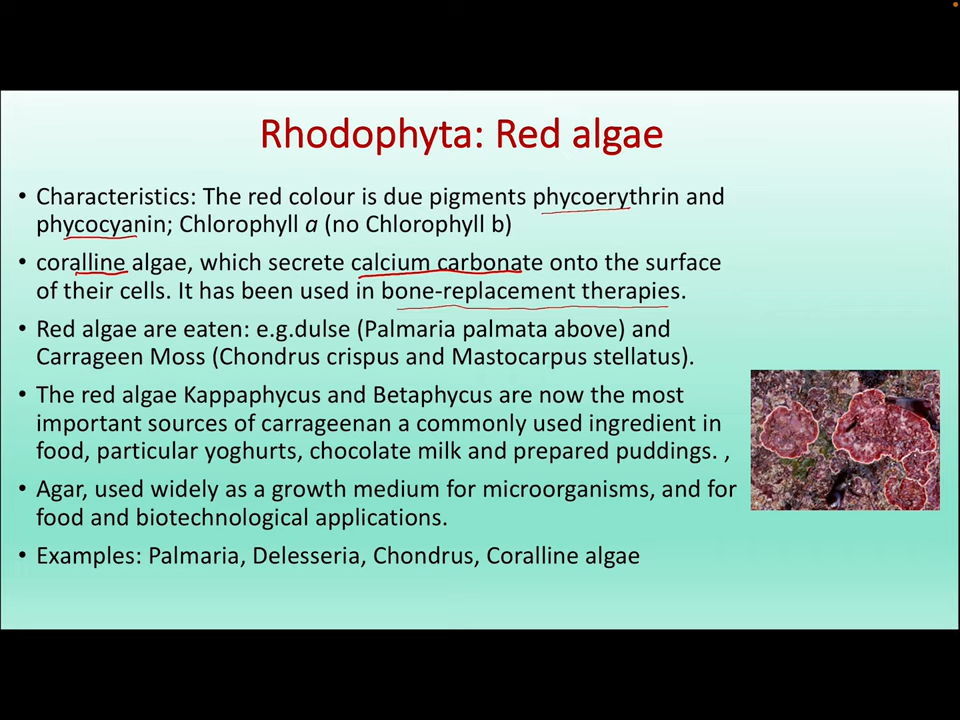 Rhodophyta: Red algae
• Characteristics: The red colour is due pigments phycoerythrin and
phycocyanin; Chlorophyll a (no Chlorophyll b)
• coralline algae, which secrete calcium carbonate onto the surface
of their cells. It has been used in bone-replacement therapies.
• Red algae are eaten: e.g.dulse (Palmaria palmata above) and
Carrageen Moss (Chondrus crispus and Mastocarpus stellatus).
• The red algae Kappaphycus and Betaphycus are now the most
important sources of carrageenan a commonly used ingredient in
food, particular yoghurts, chocolate milk and prepared puddings. ,
• Agar, used widely as a growth medium for microorganisms, and for
food and biotechnological applications.
• Examples: Palmaria, Delesseria, Chondrus, Coralline algae